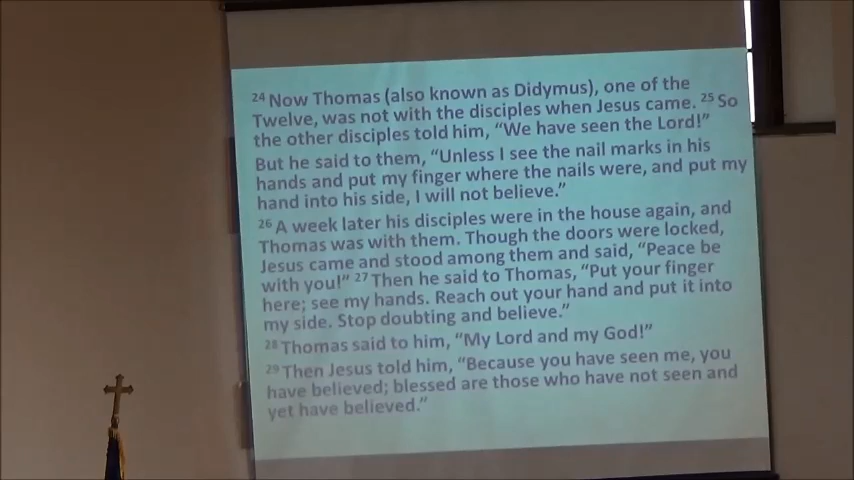 24 Now Thomas (also known as Didymus), one of the
Twelve, was not with the disciples when Jesus came. 25 So
the other disciples told him, “We have seen the Lord!”
But he said to them, “Unless I see the nail marks in his
hands and put my finger where the nails were, and put my
hand into his side, I will not believe.”
26 A week later his disciples were in the house again, and
Thomas was with them. Though the doors were locked,
Jesus came and stood among them and said, “Peace be
with you!” 27 Then he said to Thomas, “Put your finger
here; see my hands. Reach out your hand and put it into
my side. Stop doubting and believe.”
28 Thomas said to him, “My Lord and my God!”
29 Then Jesus told him, “Because you have seen me, you
have believed; blessed are those who have not seen and
yet have believed.”